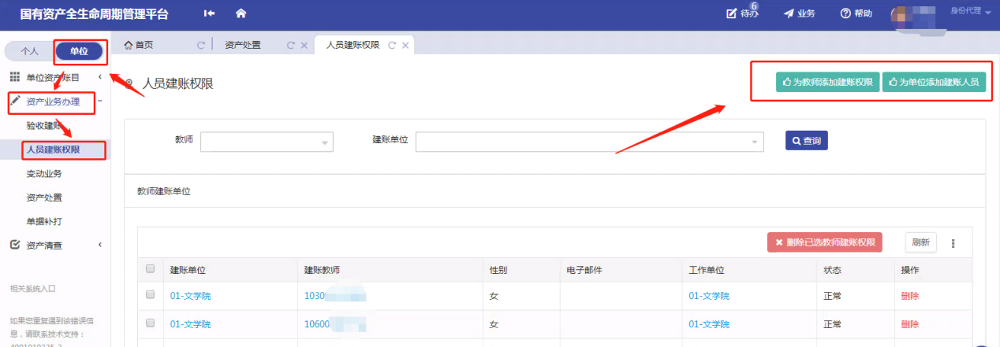 国有资产全生命周期管理平台
待办 6 业务 帮助 身份代理
个人 单位
首页 资产处置 人员建账权限
单位资产账目
资产业务办理
验收建账
人员建账权限
变动业务
资产处置
单据补打
资产清查
相关系统入口
如果您重复遇到该错误信
息，请联系技术支持：
人员建账权限
为教师添加建账权限 为单位添加建账人员
教师 建账单位 查询
教师建账单位
删除已选教师建账权限 刷新
建账单位 建账教师 性别 电子邮件 工作单位 状态 操作
01-文学院 1030 女 01-文学院 正常 删除
01-文学院 10600 女 01-文学院 正常 删除